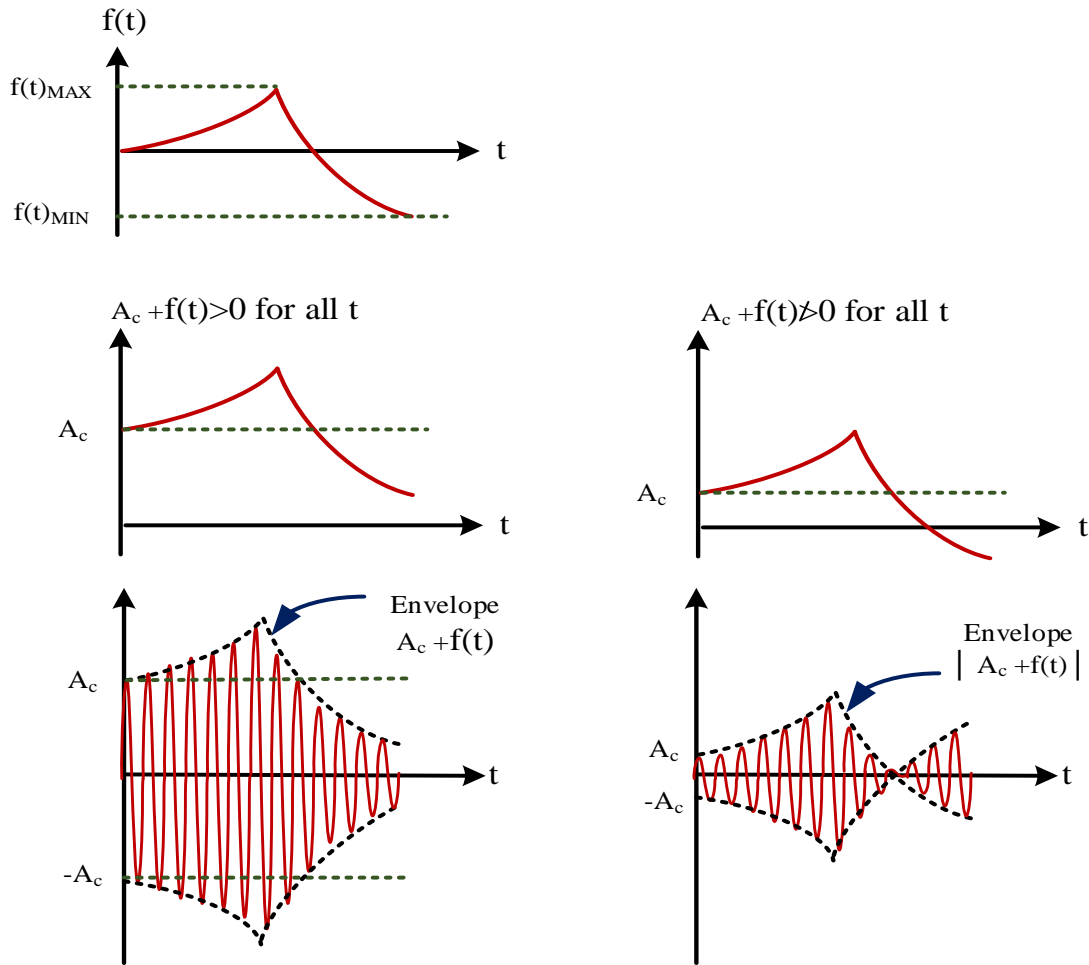 f(t)
f(t)MAX
t
f(t)MIN
Ac +f(t)>0 for all t
Ac
t
Ac +f(t)≯0 for all t
Ac
t
Envelope
Ac +f(t)
Ac
t
-Ac
Envelope
| Ac +f(t) |
Ac
t
-Ac